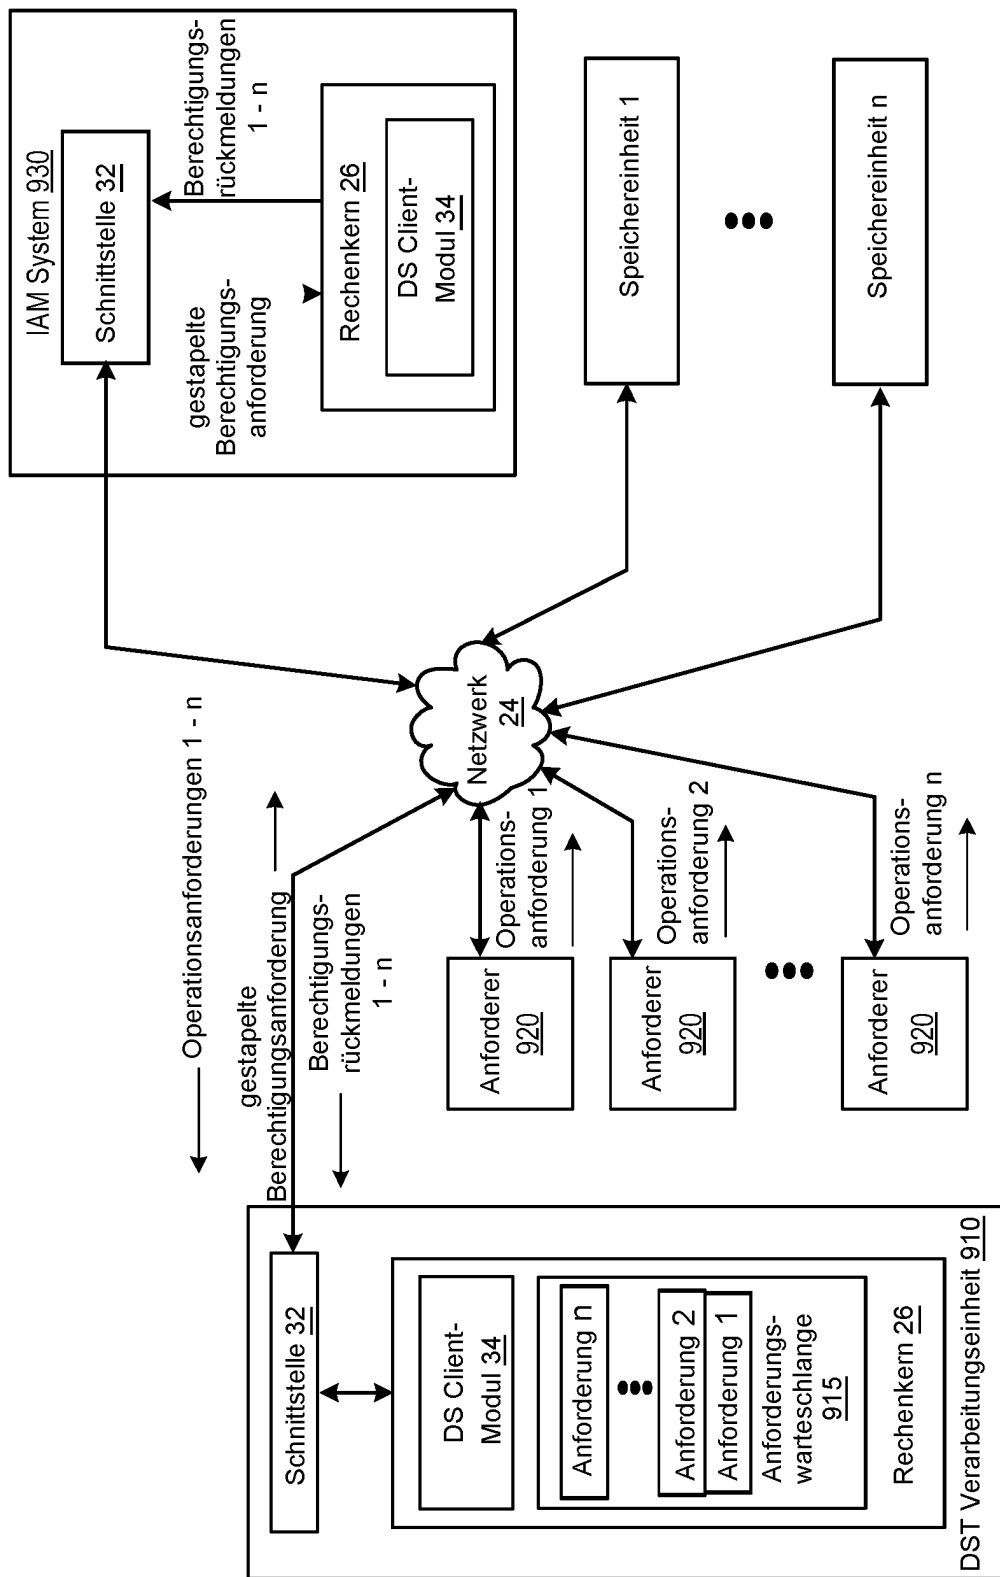 Operationsanforderungen 1 - n
gestapelte
Berechtigungsanforderung
Berechtigungs-
rückmeldungen
1 - n
Schnittstelle 32
DS Client-
Modul 34
Anforderung n
Anforderung 2
Anforderung 1
Anforderungs-
warteschlange
915
Rechenkern 26
DST Verarbeitungseinheit 910
Anforderer
920
Operations-
anforderung 1
Anforderer
920
Operations-
anforderung 2
Anforderer
920
Operations-
anforderung n
Netzwerk
24
IAM System 930
Schnittstelle 32
gestapelte
Berechtigungs-
anforderung
Berechtigungs-
rückmeldungen
1 - n
Rechenkern 26
DS Client-
Modul 34
Speichereinheit 1
Speichereinheit n